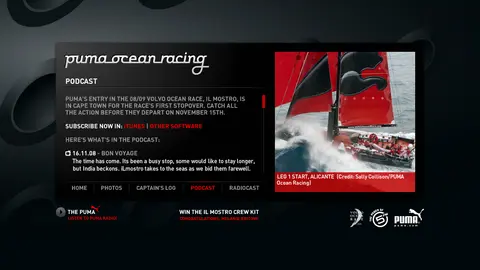 puma ocean racing
PODCAST
PUMA'S ENTRY IN THE 08/09 VOLVO OCEAN RACE, IL MOSTRO, IS
IN CAPE TOWN FOR THE RACE'S FIRST STOPOVER. CATCH ALL
THE ACTION BEFORE THEY DEPART ON NOVEMBER 15TH.
SUBSCRIBE NOW IN: ITUNES | OTHER SOFTWARE
HERE'S WHAT'S IN THE PODCAST:
16.11.08 - BON VOYAGE
The time has come. Its been a busy stop, some would like to stay longer,
but India beckons. ilMostro takes to the seas as we bid them farewell.
HOME
PHOTOS
CAPTAIN'S LOG
PODCAST
RADIOCAST
LEG 1 START, ALICANTE (Credit: Sally Collison/PUMA
Ocean Racing)
THE PUMA
LISTEN TO PUMA RADIO
WIN THE IL MOSTRO CREW KIT
PUMA
puma.com